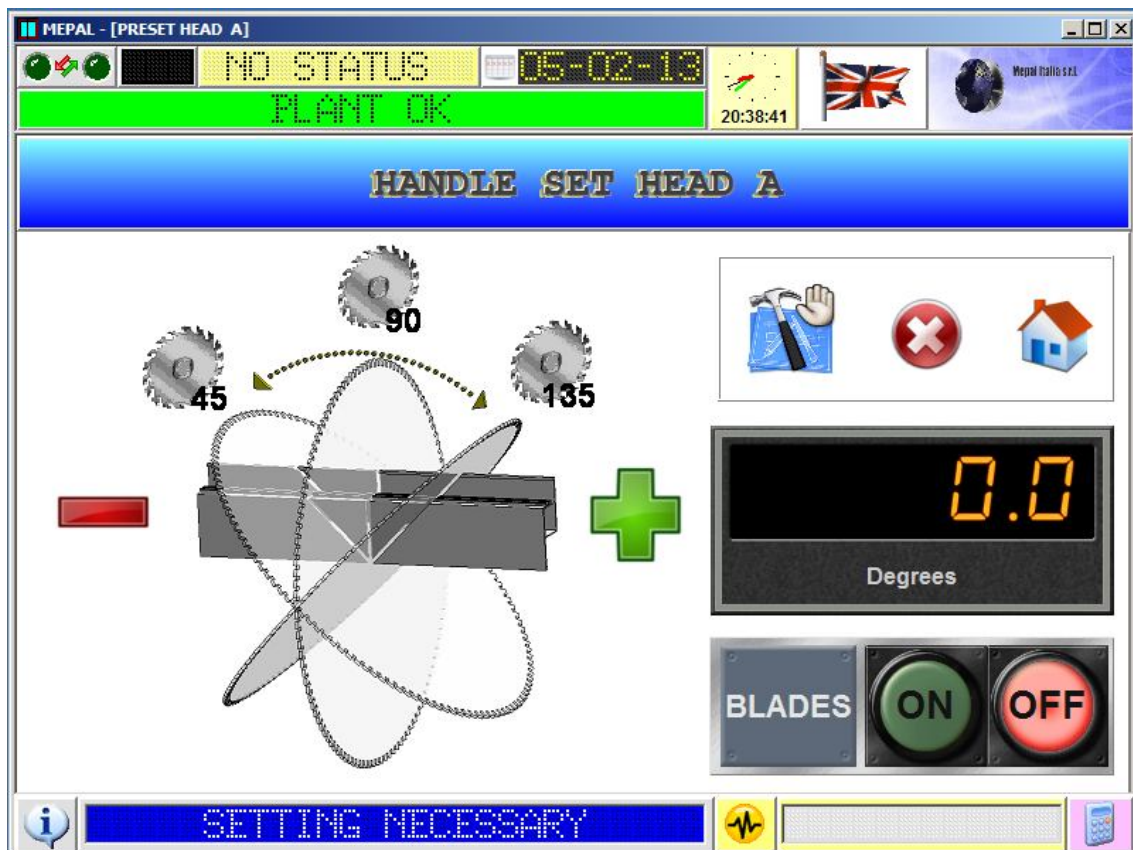 MEPAL - [PRESET HEAD A]
NO STATUS
05-02-13
PLANT OK
20:38:41
Mepal Italia s.r.l.
HANDLE SET HEAD A
90
45
135
0.0
Degrees
BLADES
ON
OFF
SETTING NECESSARY